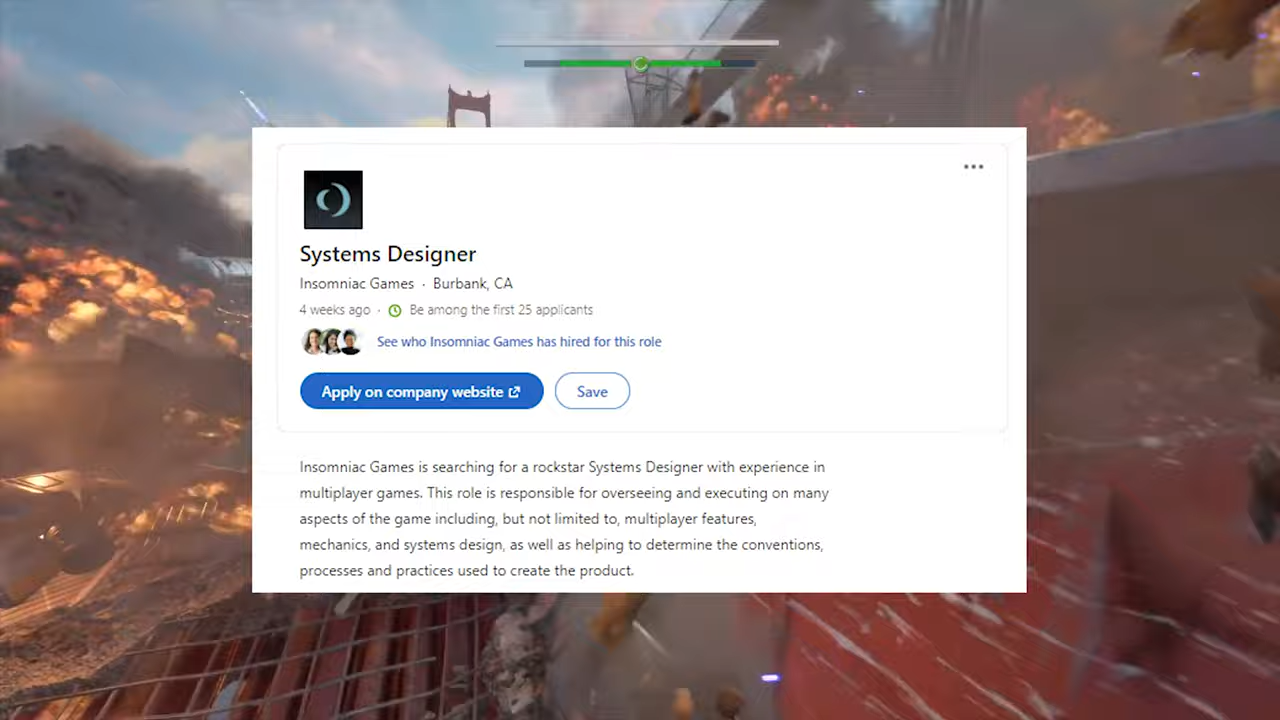 Systems Designer
Insomniac Games · Burbank, CA
4 weeks ago · Be among the first 25 applicants
See who Insomniac Games has hired for this role
Apply on company website
Save
Insomniac Games is searching for a rockstar Systems Designer with experience in
multiplayer games. This role is responsible for overseeing and executing on many
aspects of the game including, but not limited to, multiplayer features,
mechanics, and systems design, as well as helping to determine the conventions,
processes and practices used to create the product.